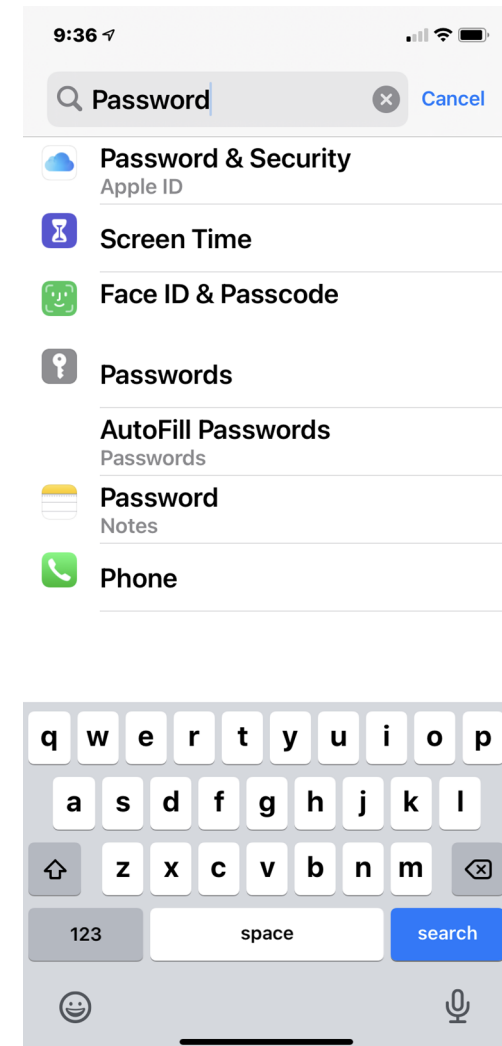 9:36
Password
Cancel
Password & Security
Apple ID
Screen Time
Face ID & Passcode
Passwords
AutoFill Passwords
Passwords
Password
Notes
Phone
q w e r t y u i o p
a s d f g h j k l
z x c v b n m
123 space search